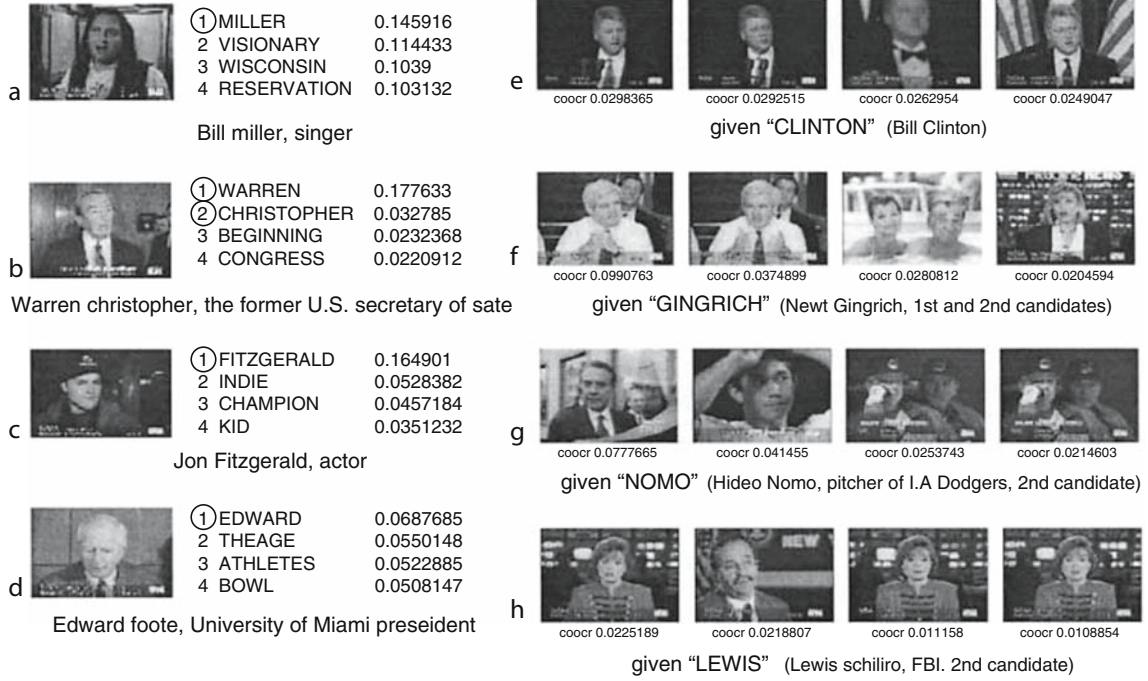 a
① MILLER 0.145916
2 VISIONARY 0.114433
3 WISCONSIN 0.1039
4 RESERVATION 0.103132
Bill miller, singer
b
① WARREN 0.177633
② CHRISTOPHER 0.032785
3 BEGINNING 0.0232368
4 CONGRESS 0.0220912
Warren christopher, the former U.S. secretary of sate
c
① FITZGERALD 0.164901
2 INDIE 0.0528382
3 CHAMPION 0.0457184
4 KID 0.0351232
Jon Fitzgerald, actor
d
① EDWARD 0.0687685
2 THEAGE 0.0550148
3 ATHLETES 0.0522885
4 BOWL 0.0508147
Edward foote, University of Miami preseident
e
coocr 0.0298365 coocr 0.0292515 coocr 0.0262954 coocr 0.0249047
given “CLINTON” (Bill Clinton)
f
coocr 0.0990763 coocr 0.0374899 coocr 0.0280812 coocr 0.0204594
given “GINGRICH” (Newt Gingrich, 1st and 2nd candidates)
g
coocr 0.0777665 coocr 0.041455 coocr 0.0253743 coocr 0.0214603
given “NOMO” (Hideo Nomo, pitcher of I.A Dodgers, 2nd candidate)
h
NEW
coocr 0.0225189 coocr 0.0218807 coocr 0.011158 coocr 0.0108854
given “LEWIS” (Lewis schiliro, FBI. 2nd candidate)